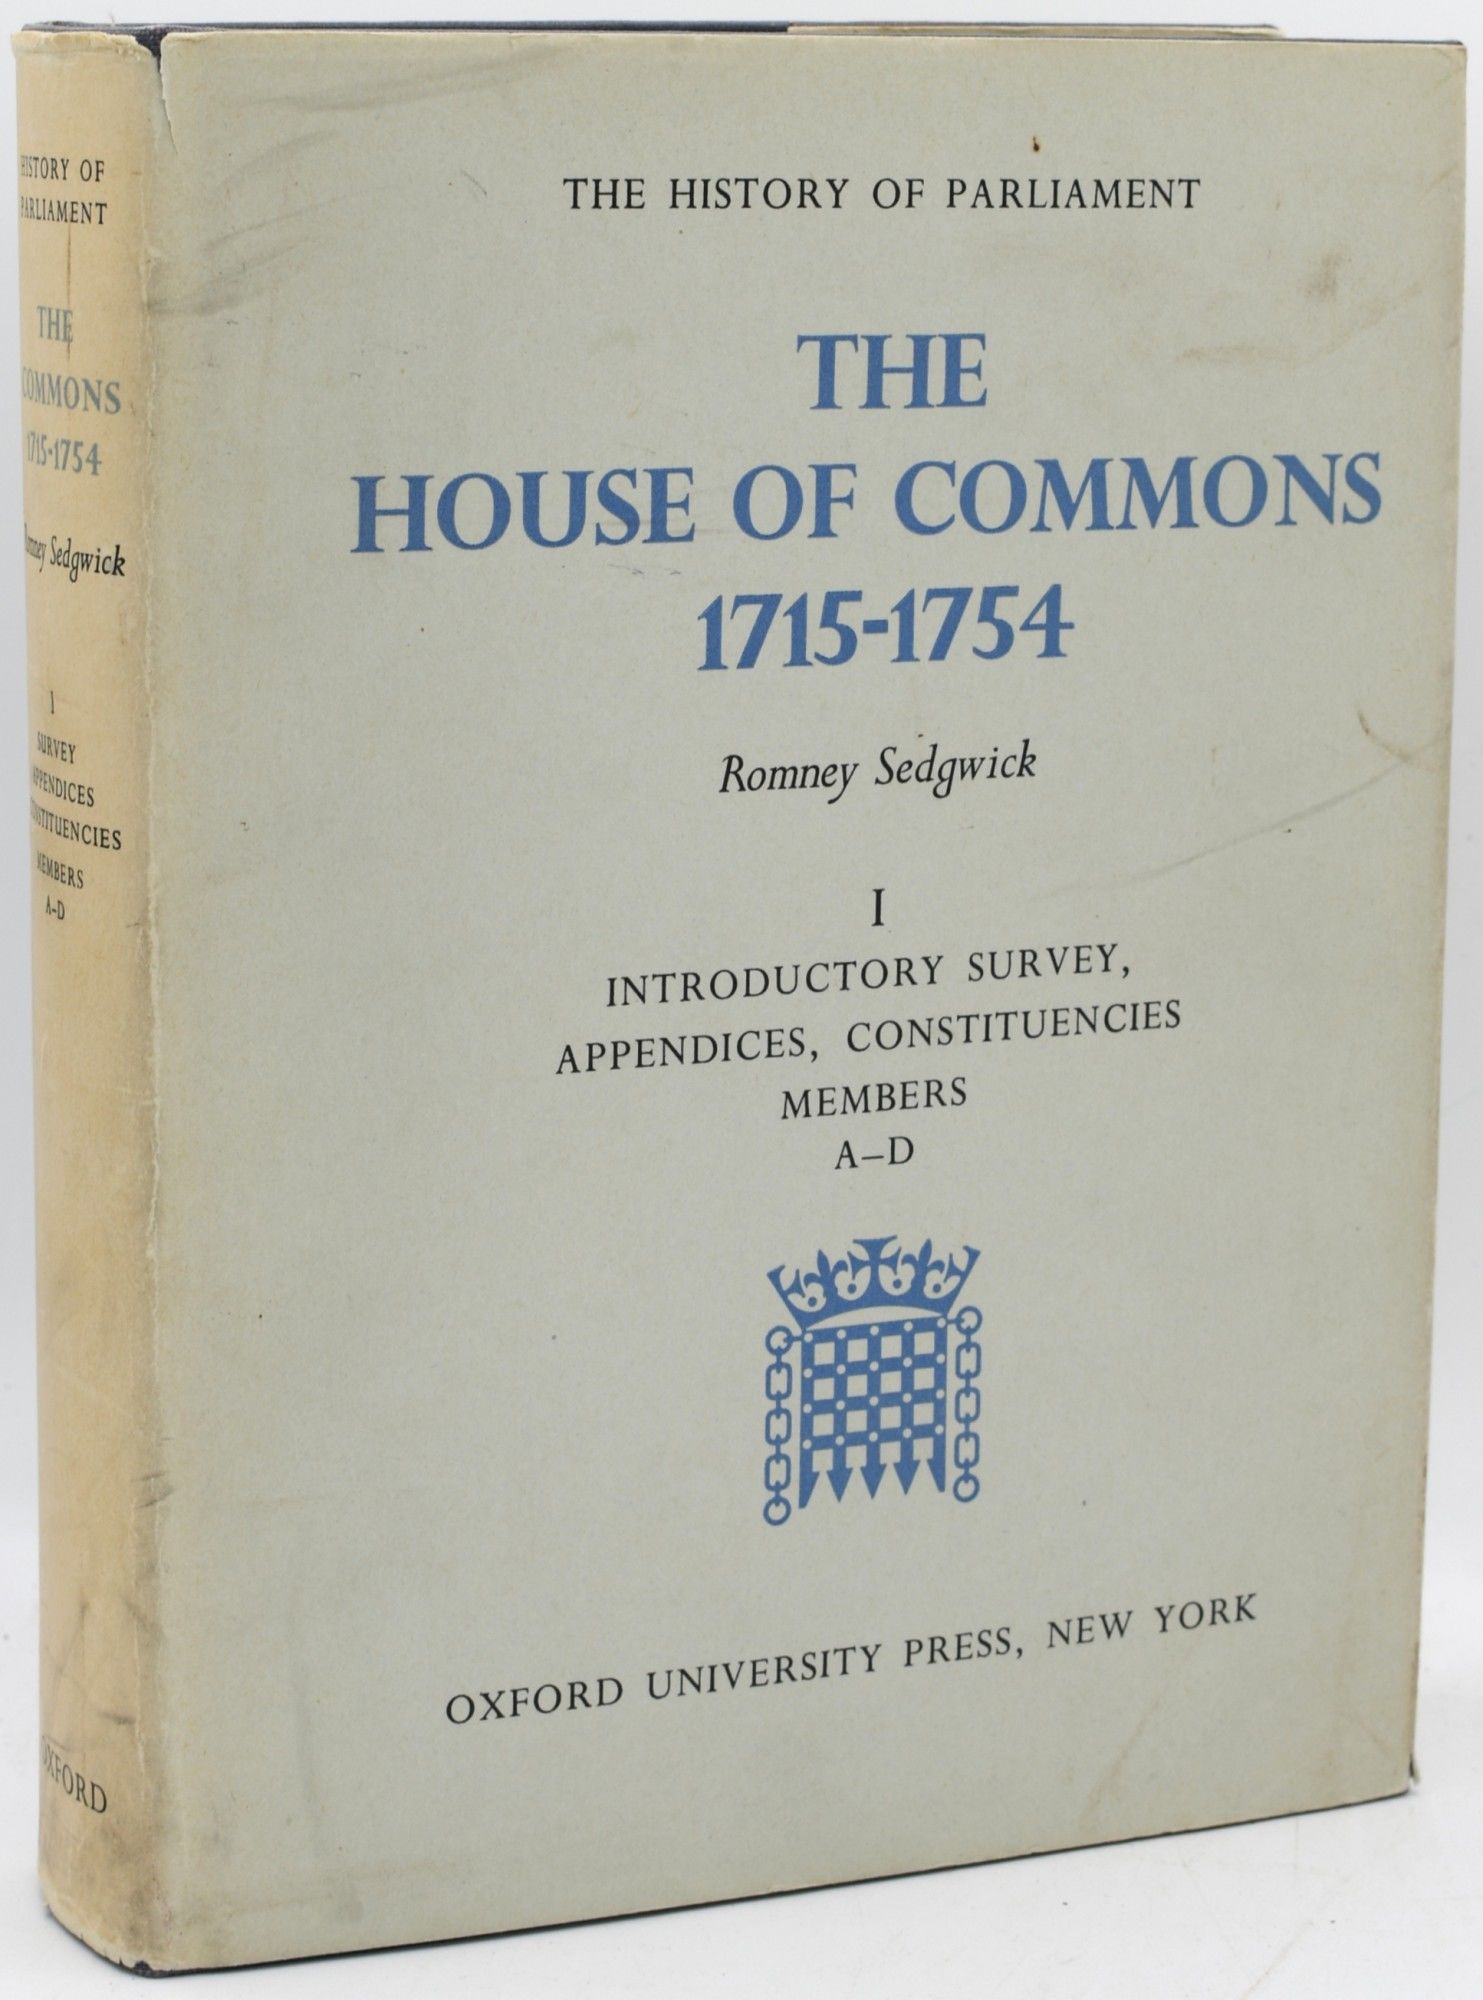 HISTORY OF
PARLIAMENT
THE
COMMONS
1715-1754
Romney Sedgwick
I
SURVEY
APPENDICES
CONSTITUENCIES
MEMBERS
A–D
OXFORD
THE HISTORY OF PARLIAMENT
THE
HOUSE OF COMMONS
1715-1754
Romney Sedgwick
I
INTRODUCTORY SURVEY,
APPENDICES, CONSTITUENCIES
MEMBERS
A–D
OXFORD UNIVERSITY PRESS, NEW YORK